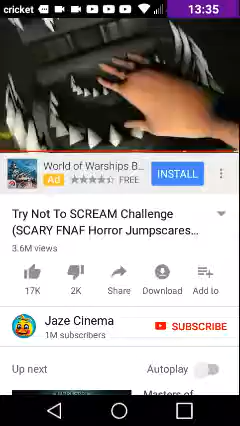 cricket
13:35
World of Warships B...
Ad
FREE
INSTALL
Try Not To SCREAM Challenge
(SCARY FNAF Horror Jumpscares...
3.6M views
17K
2K
Share
Download
Add to
Jaze Cinema
1M subscribers
SUBSCRIBE
Up next
Autoplay
Masters of